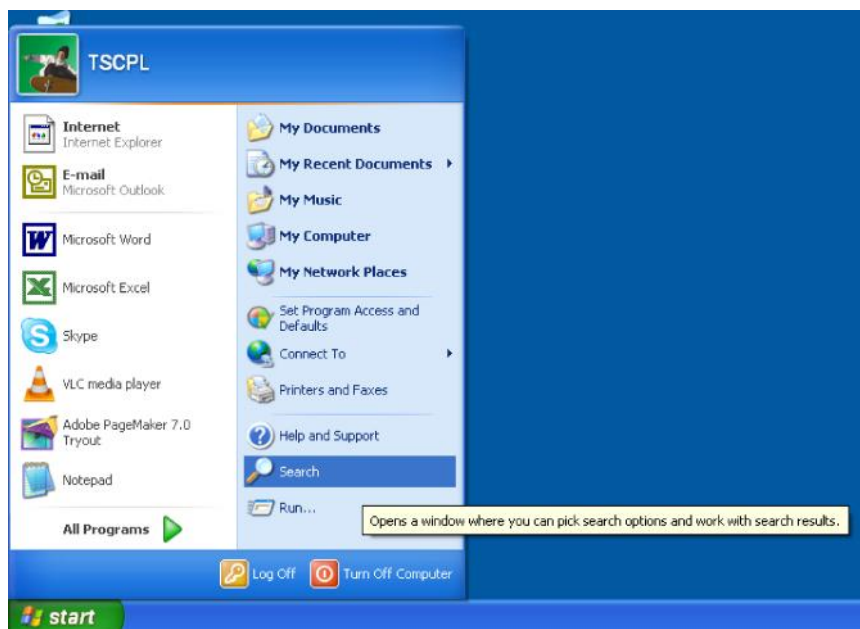 TSCPL
Internet
Internet Explorer
E-mail
Microsoft Outlook
Microsoft Word
Microsoft Excel
Skype
VLC media player
Adobe PageMaker 7.0
Tryout
Notepad
All Programs
My Documents
My Recent Documents
My Music
My Computer
My Network Places
Set Program Access and
Defaults
Connect To
Printers and Faxes
Help and Support
Search
Run...
Opens a window where you can pick search options and work with search results.
Log Off
Turn Off Computer
start